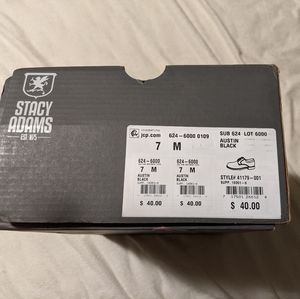 STACY
ADAMS
EST. 1875
jcp.com
624-6000 0109
SUB 624 LOT 6000
7 M
AUSTIN
BLACK
624-6000
7 M
AUSTIN
BLACK
$ 40.00
624-6000
7 M
AUSTIN
BLACK
$ 40.00
STYLE# 41179-001
$ 40.00